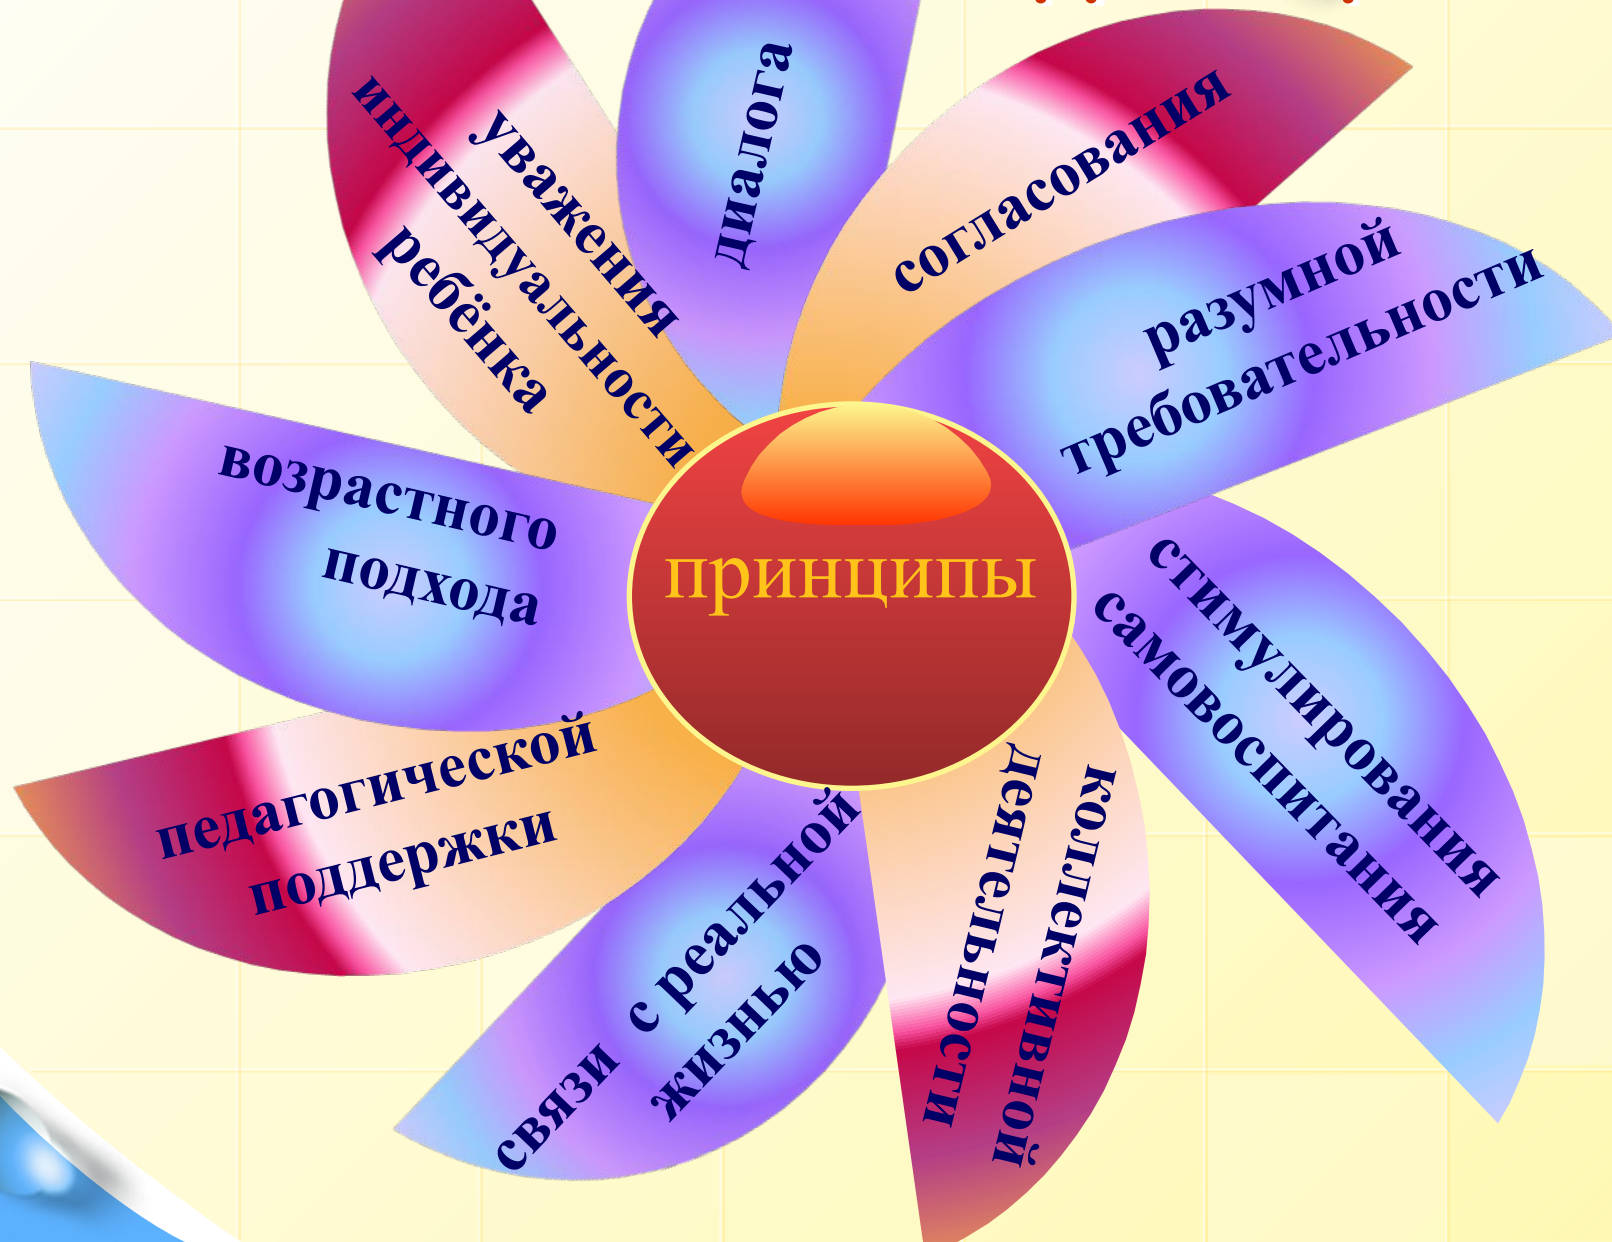 принципы
диалога
согласования
разумной
требовательности
стимулирования
самовоспитания
коллективной
деятельности
связи с реальной
жизнью
педагогической
поддержки
возрастного
подхода
уважения
индивидуальности
ребёнка